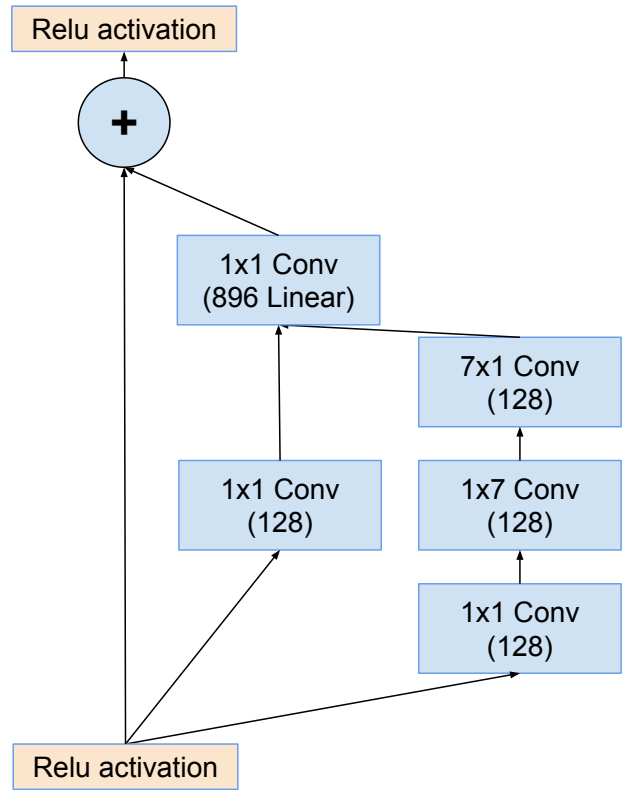 Relu activation
+
1x1 Conv
(896 Linear)
7x1 Conv
(128)
1x1 Conv
(128)
1x7 Conv
(128)
1x1 Conv
(128)
Relu activation